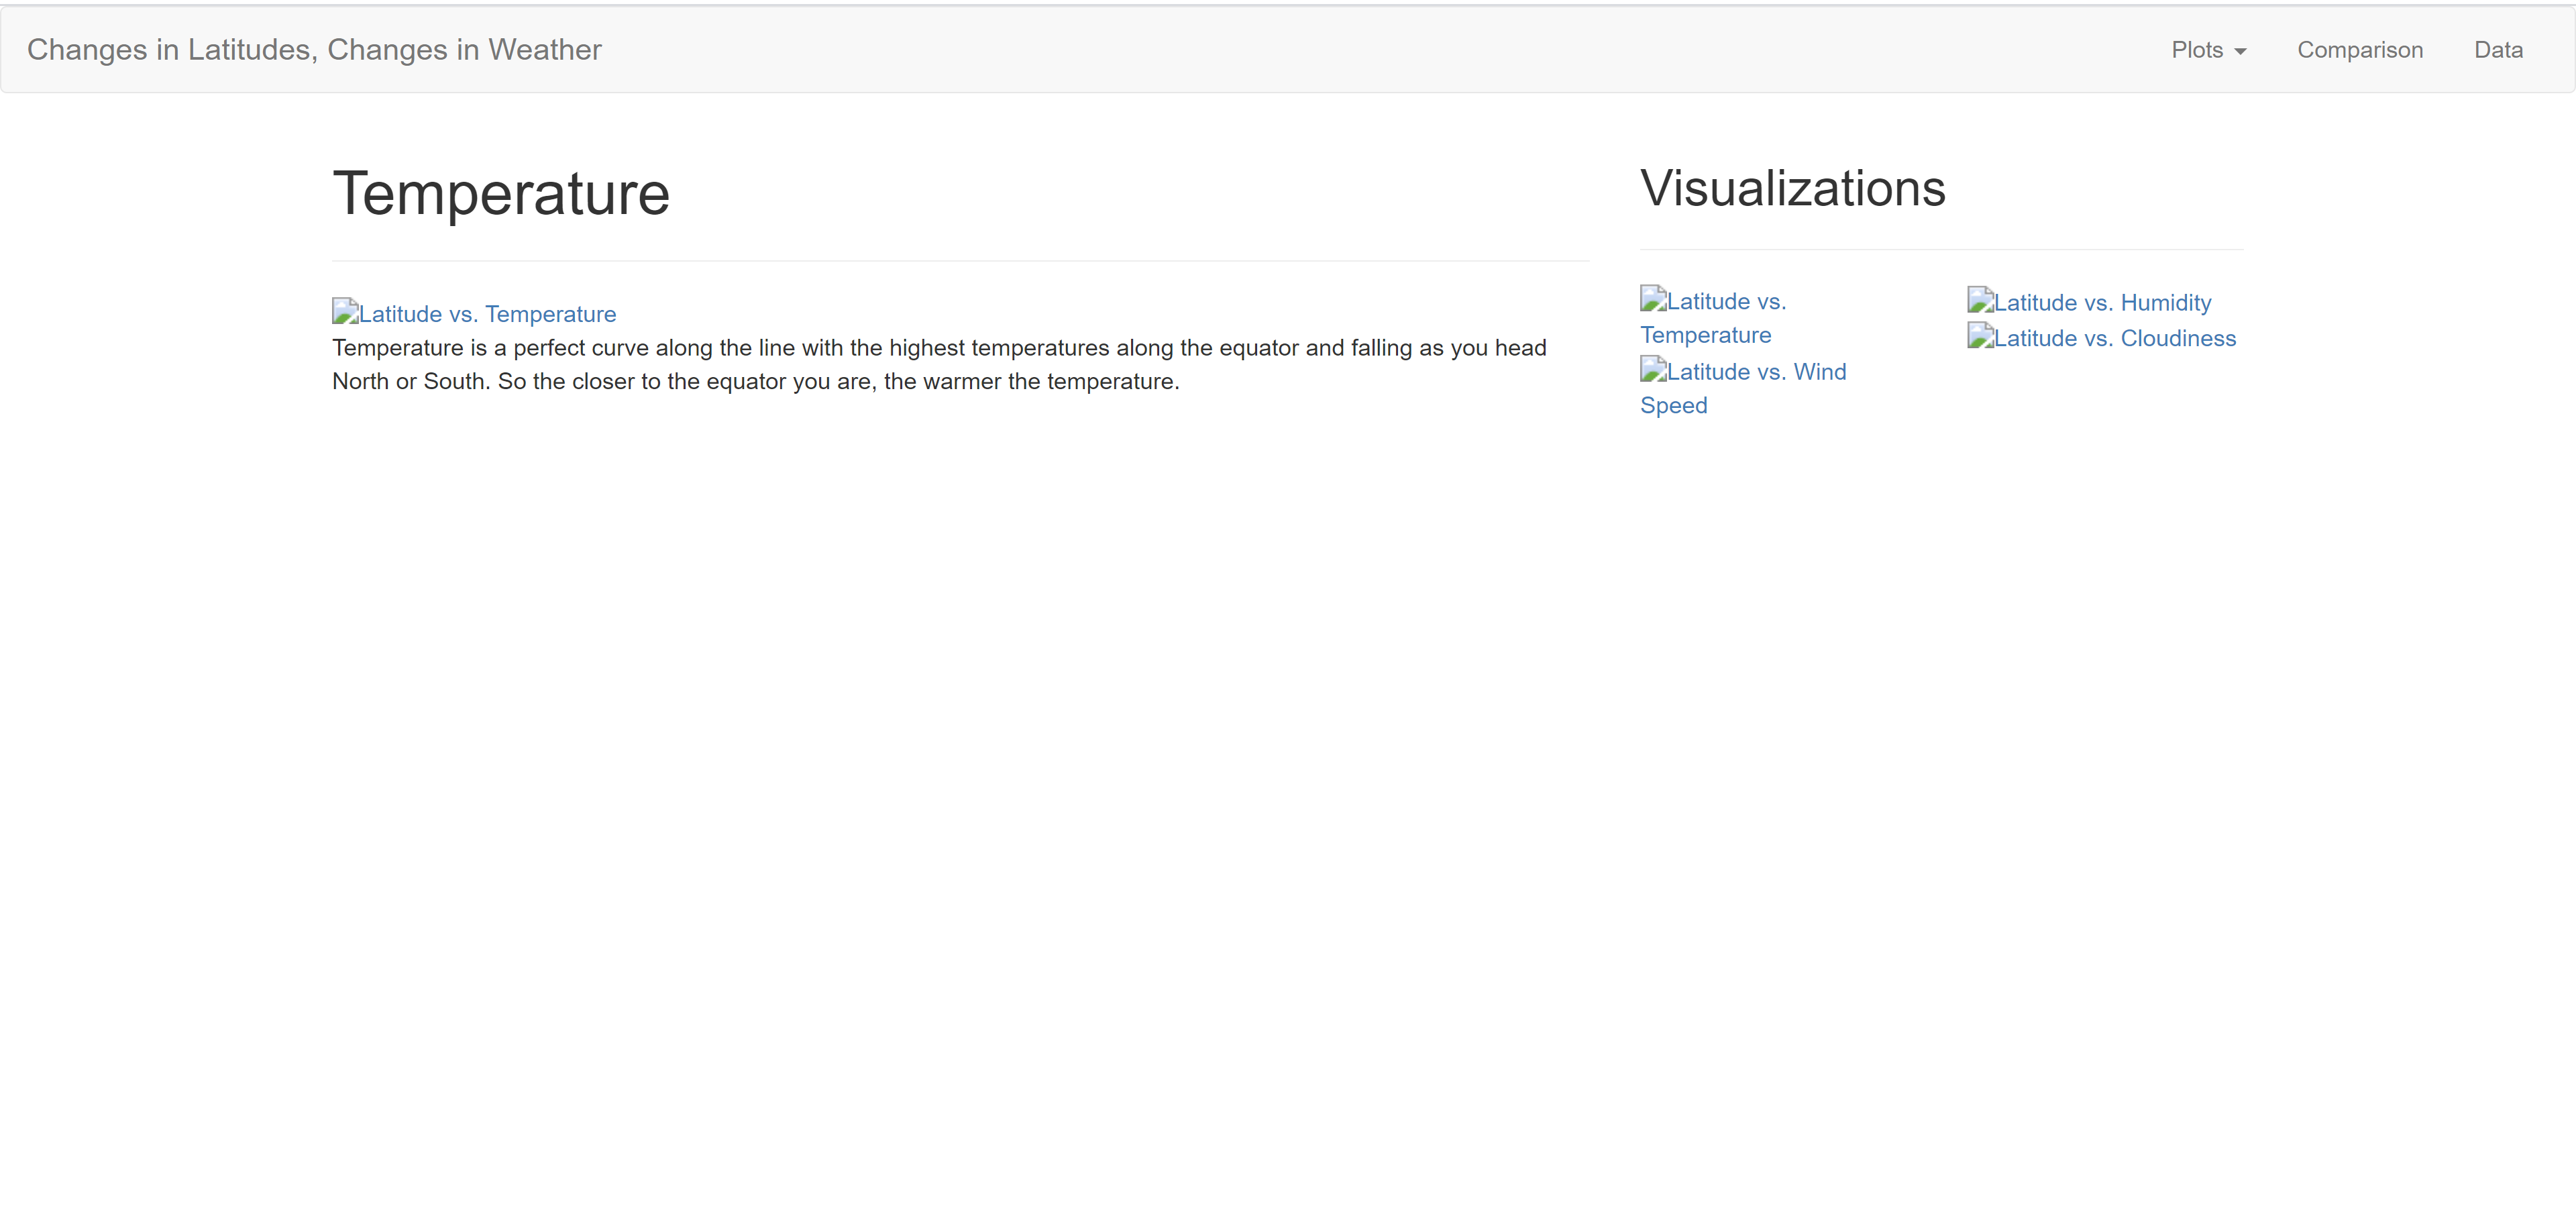 Changes in Latitudes, Changes in Weather
Plots
Comparison
Data
Temperature
Latitude vs. Temperature
Temperature is a perfect curve along the line with the highest temperatures along the equator and falling as you head
North or South. So the closer to the equator you are, the warmer the temperature.
Visualizations
Latitude vs.
Temperature
Latitude vs. Wind
Speed
Latitude vs. Humidity
Latitude vs. Cloudiness